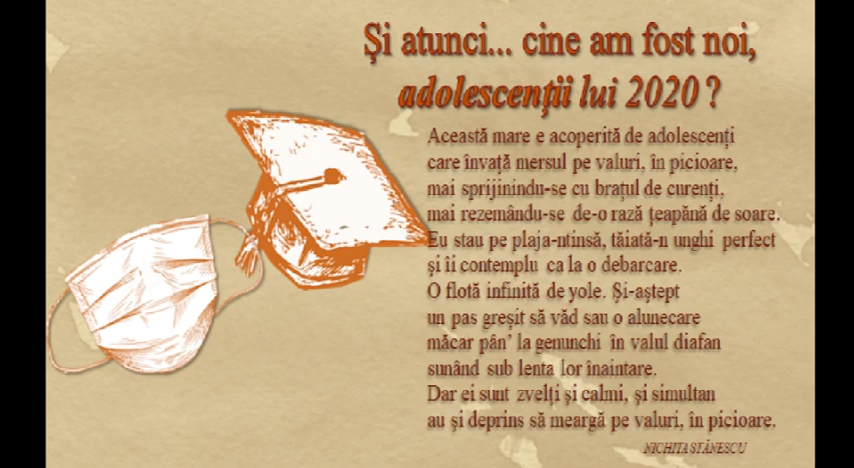 Și atunci... cine am fost noi,
adolescenții lui 2020 ?
Această mare e acoperită de adolescenți
care învață mersul pe valuri, în picioare,
mai sprijinindu-se cu brațul de curenți,
mai rezemându-se de-o rază țeapănă de soare.
Eu stau pe plaja-ntinsă, tăiată-n unghi perfect
și îi contemplu ca la o debarcare.
O flotă infinită de yole. Și-aștept
un pas greșit să văd sau o alunecare
măcar pân' la genunchi în valul diafan
sunând sub lenta lor înaintare.
Dar ei sunt zvelți și calmi, și simultan
au și deprins să meargă pe valuri, în picioare.
NICHITA STĂNESCU